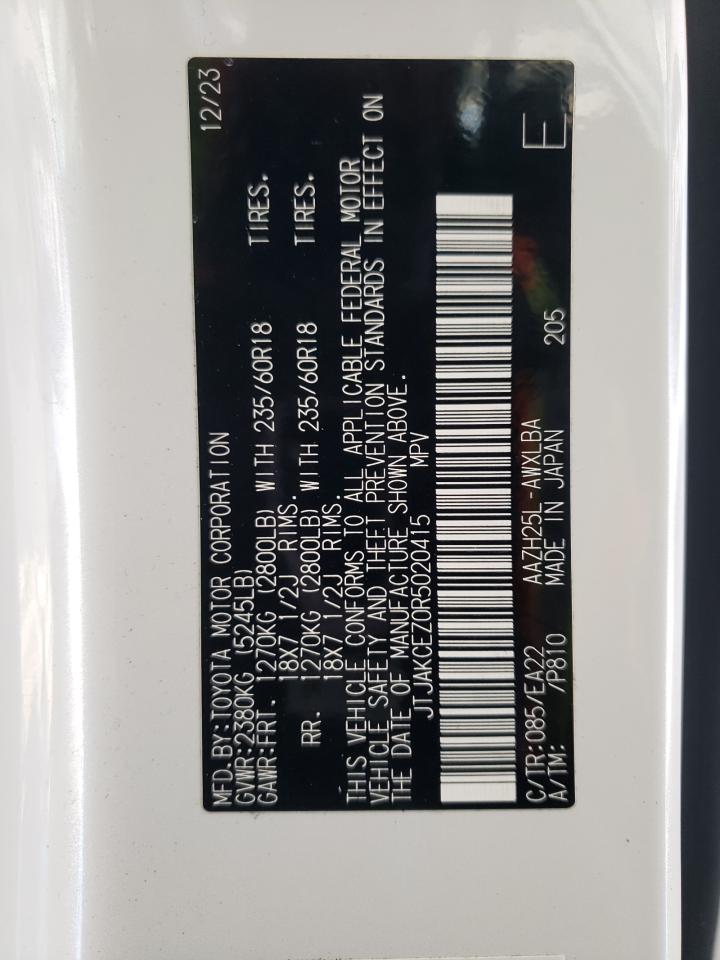 MFD.BY:TOYOTA MOTOR CORPORATION 12/23
GVWR:2380KG (5245LB)
GAWR:FRT. 1270KG (2800LB) WITH 235/60R18 TIRES.
18X7 1/2J RIMS.
RR. 1270KG (2800LB) WITH 235/60R18 TIRES.
18X7 1/2J RIMS.
THIS VEHICLE CONFORMS TO ALL APPLICABLE FEDERAL MOTOR
VEHICLE SAFETY AND THEFT PREVENTION STANDARDS IN EFFECT ON
THE DATE OF MANUFACTURE SHOWN ABOVE.
JTJAKCEZ0R5020415 MPV
C/TR:085/EA22 AAZH25L-AWXLBA E
A/TM: /P810 MADE IN JAPAN 205